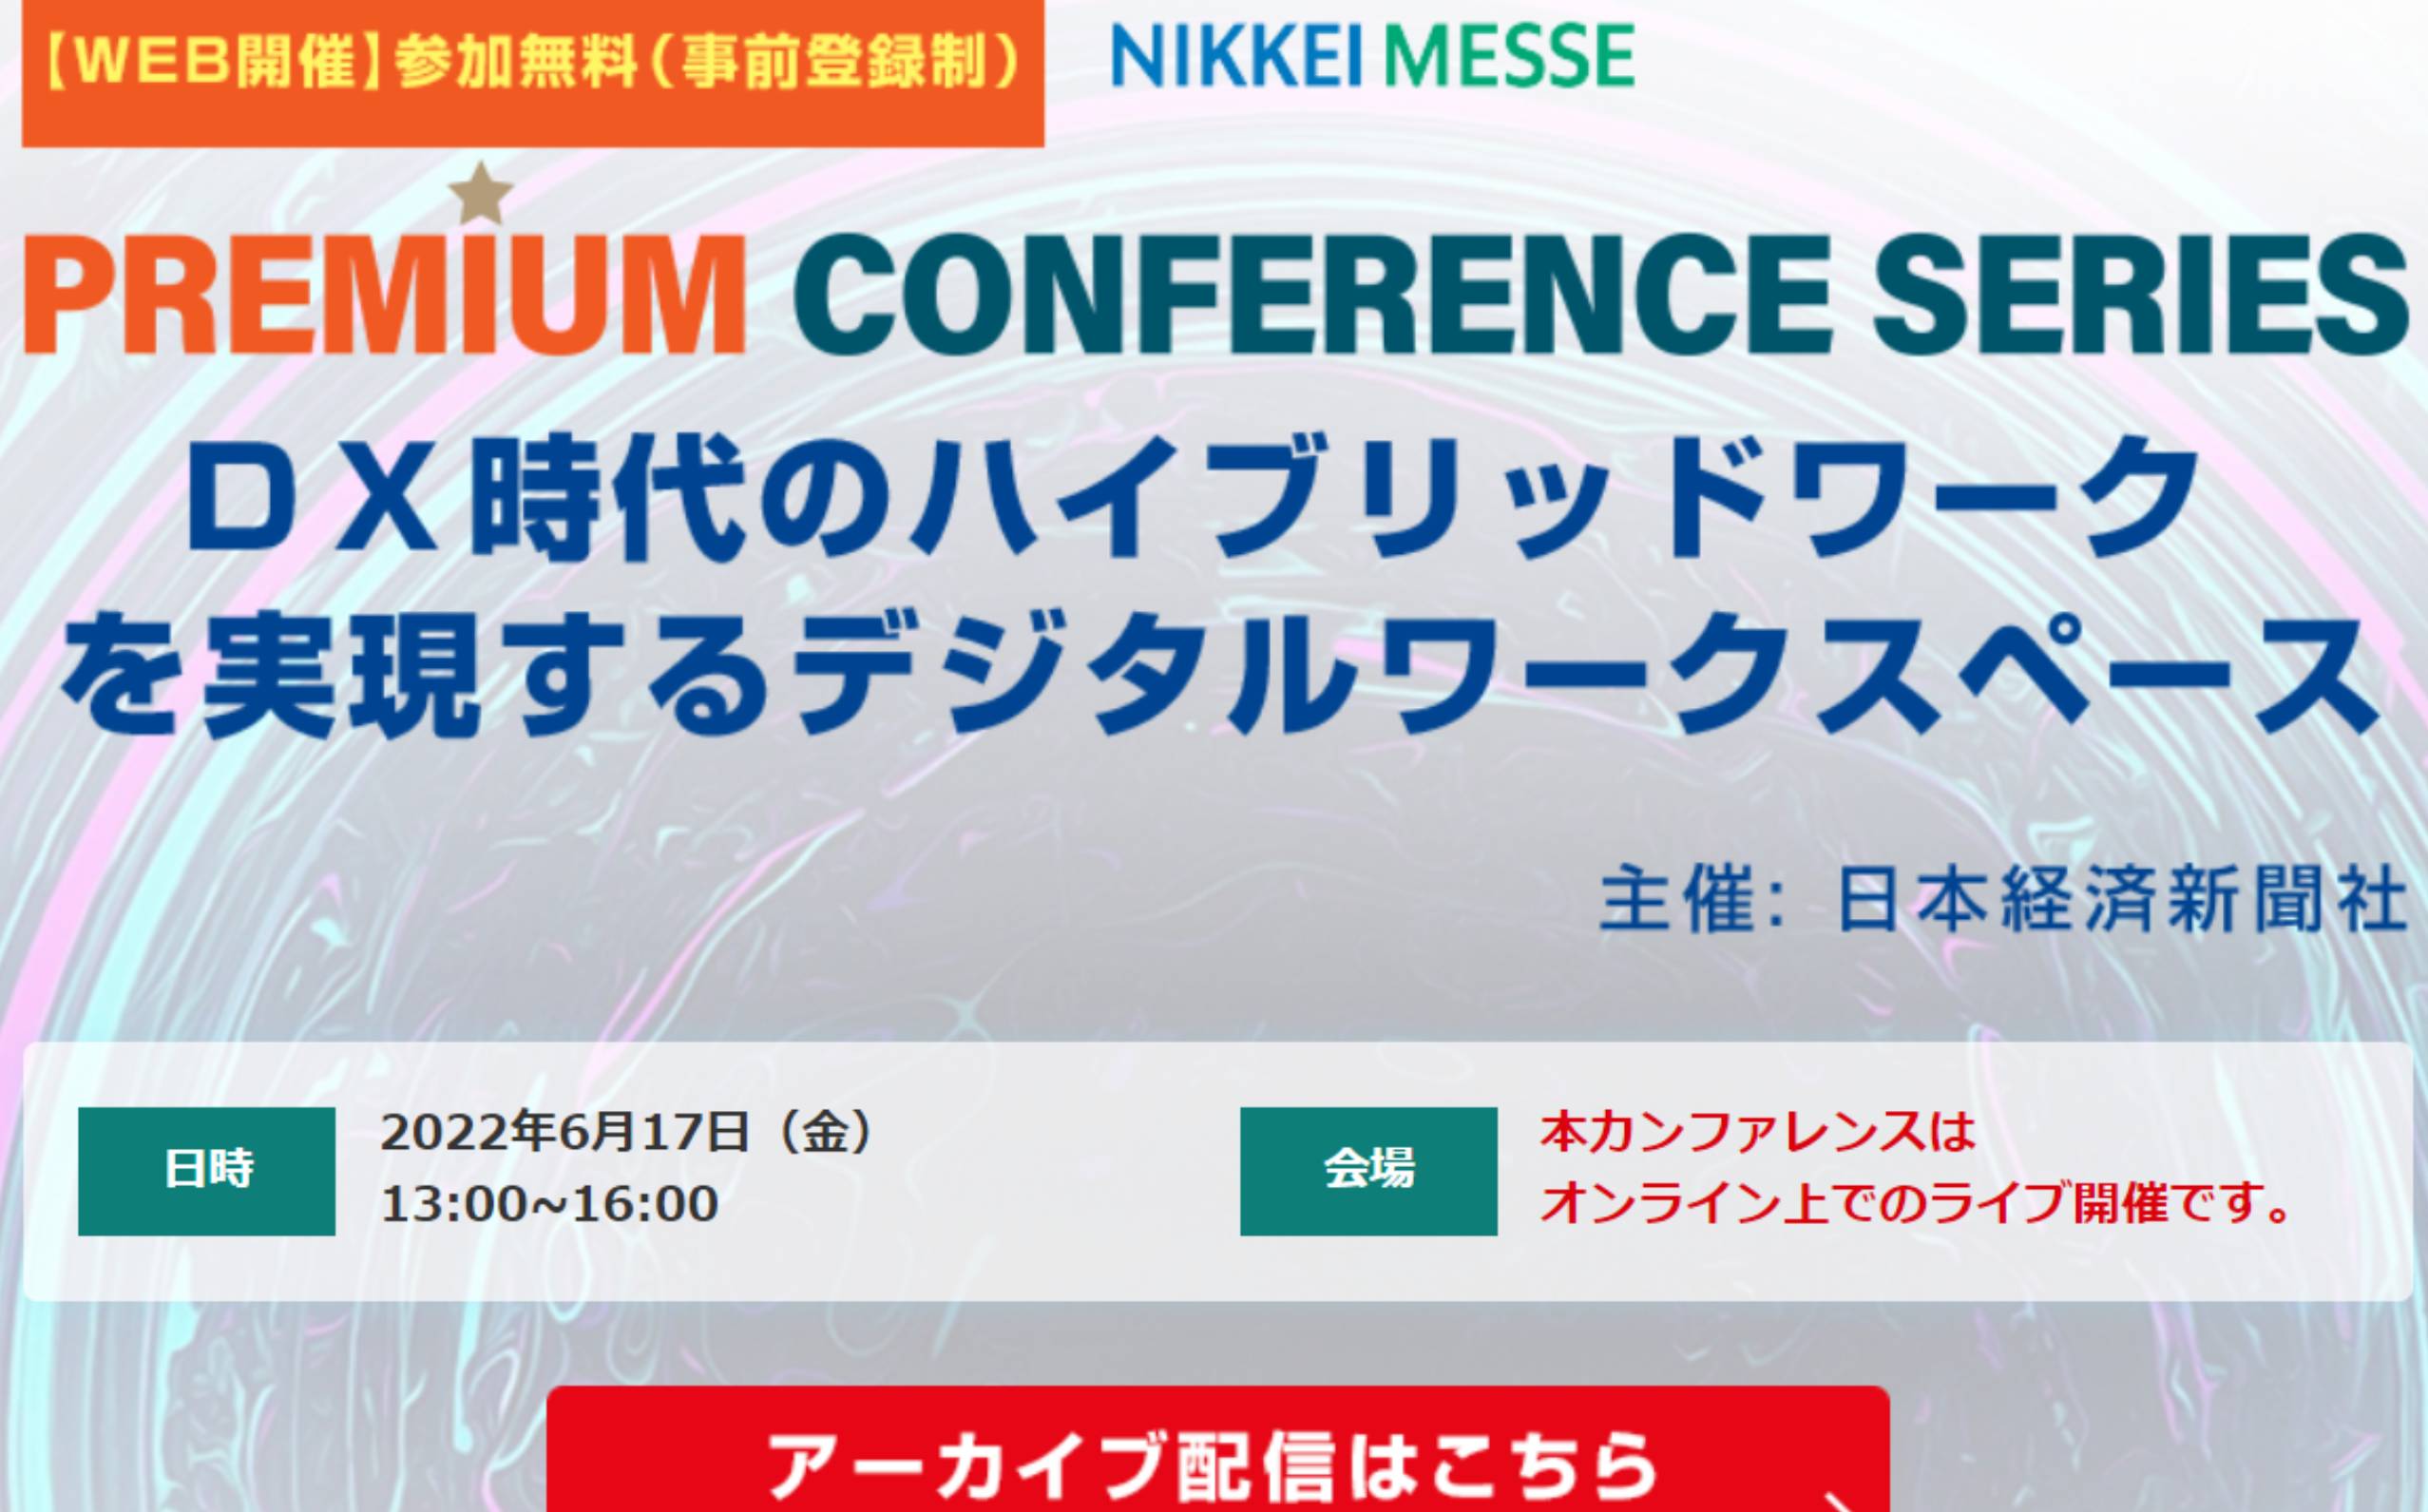 【WEB開催】参加無料(事前登録制)
NIKKEI MESSE
PREMIUM CONFERENCE SERIES
DX時代のハイブリッドワーク
を実現するデジタルワークスペース
主催: 日本経済新聞社
日時
2022年6月17日（金）
13:00~16:00
会場
本カンファレンスは
オンライン上でのライブ開催です。
アーカイブ配信はこちら